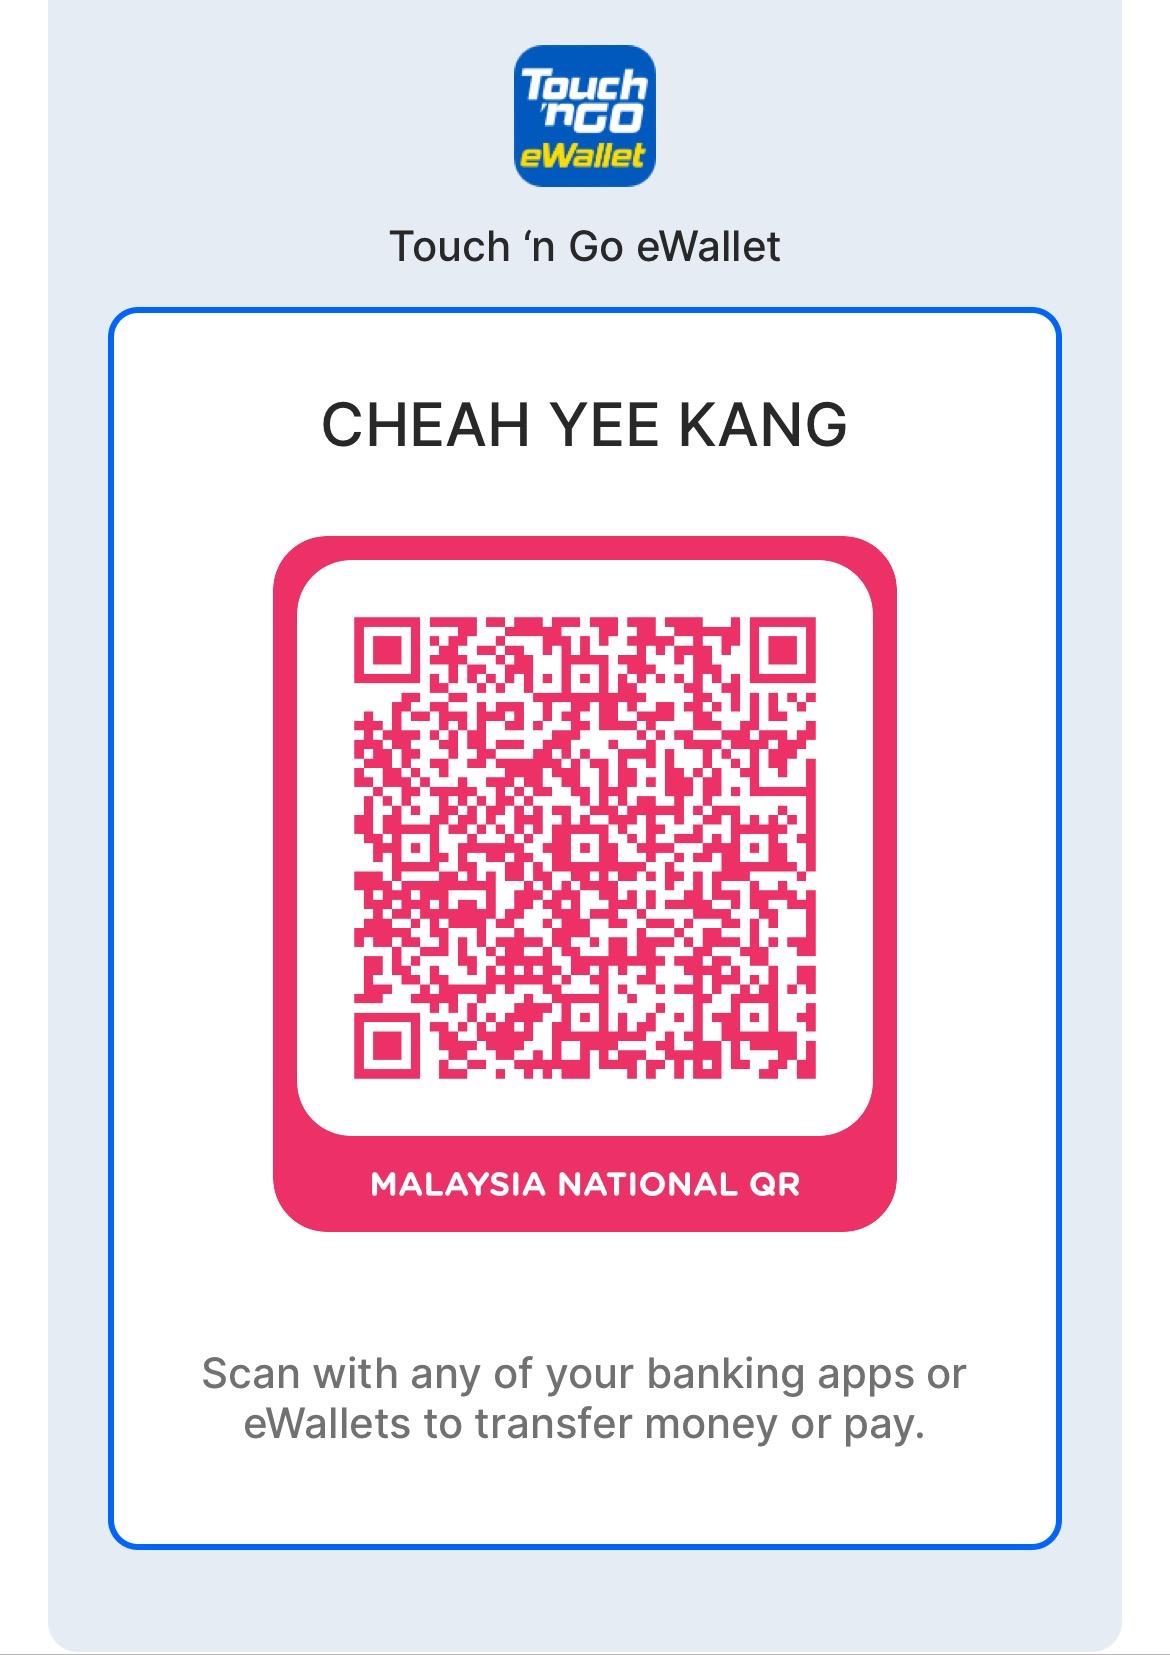 Touch
'nGO
eWallet
Touch ‘n Go eWallet
CHEAH YEE KANG
MALAYSIA NATIONAL QR
Scan with any of your banking apps or
eWallets to transfer money or pay.